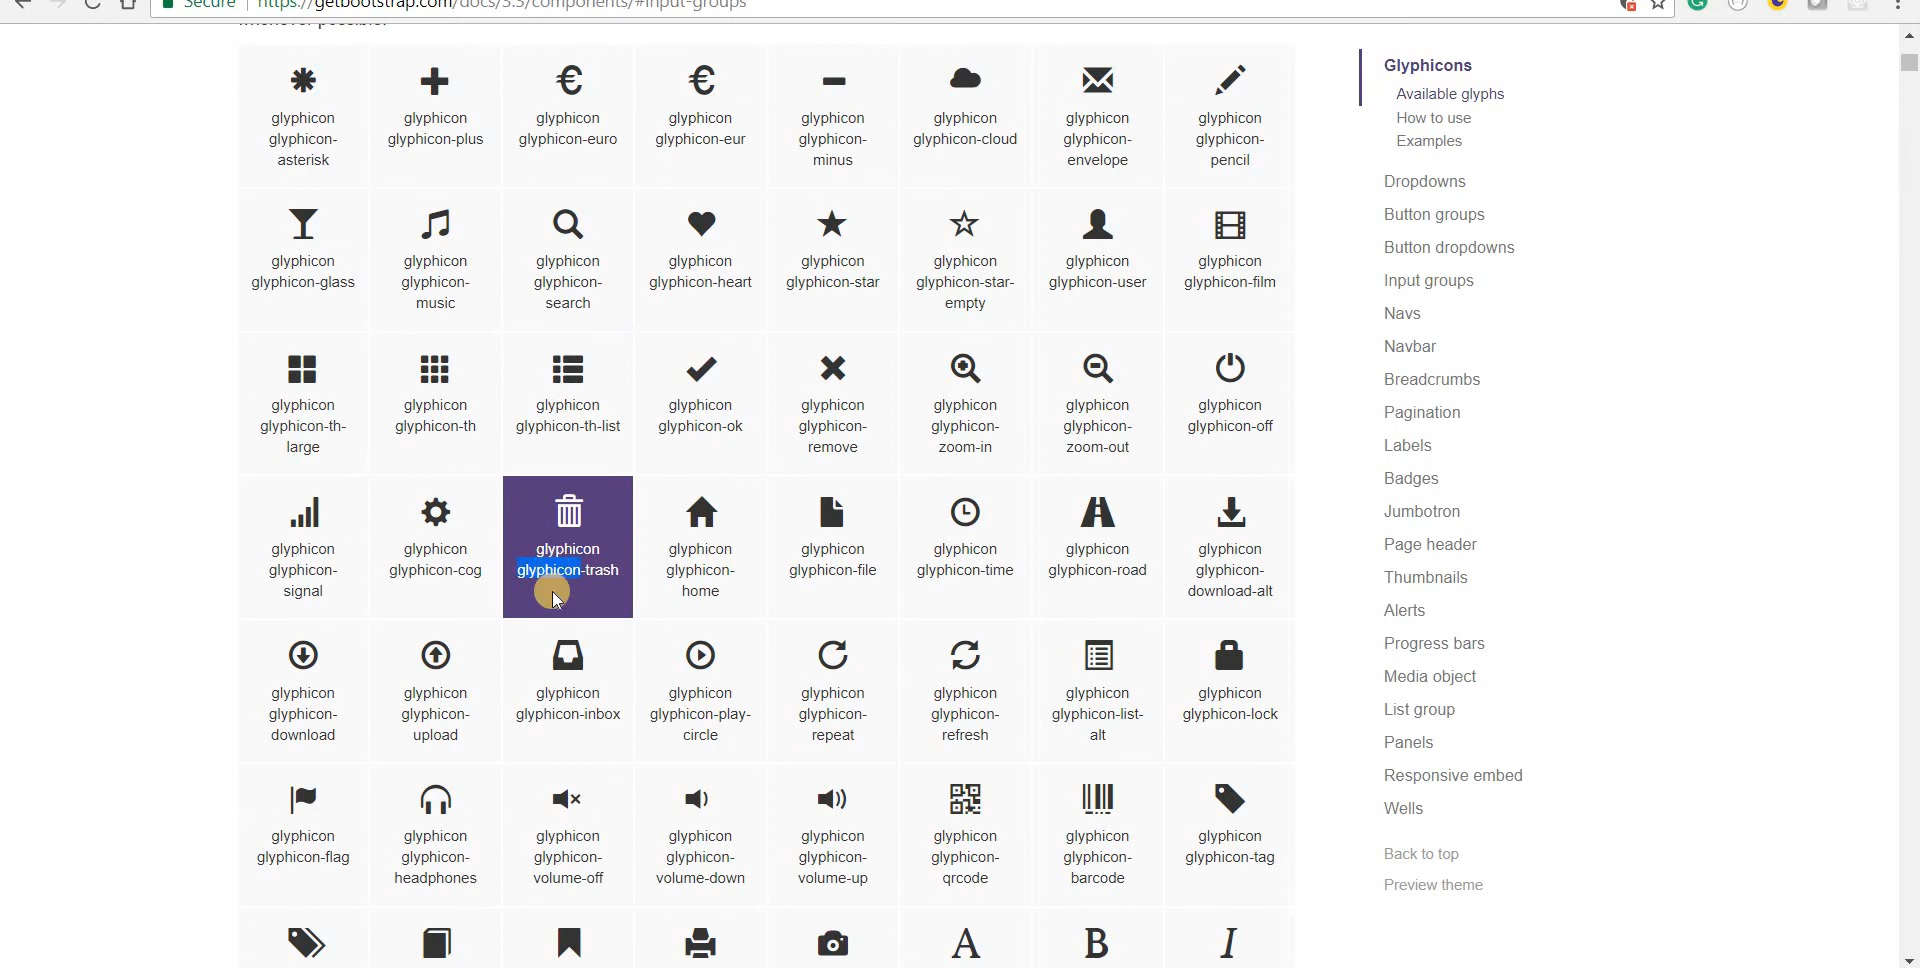 Secure https://getbootstrap.com/docs/3.3/components/#input-groups
whenever possible.
glyphicon
glyphicon-
asterisk
glyphicon
glyphicon-plus
glyphicon
glyphicon-euro
glyphicon
glyphicon-eur
glyphicon
glyphicon-
minus
glyphicon
glyphicon-cloud
glyphicon
glyphicon-
envelope
glyphicon
glyphicon-
pencil
glyphicon
glyphicon-glass
glyphicon
glyphicon-
music
glyphicon
glyphicon-
search
glyphicon
glyphicon-heart
glyphicon
glyphicon-star
glyphicon
glyphicon-star-
empty
glyphicon
glyphicon-user
glyphicon
glyphicon-film
glyphicon
glyphicon-th-
large
glyphicon
glyphicon-th
glyphicon
glyphicon-th-list
glyphicon
glyphicon-ok
glyphicon
glyphicon-
remove
glyphicon
glyphicon-
zoom-in
glyphicon
glyphicon-
zoom-out
glyphicon
glyphicon-off
glyphicon
glyphicon-
signal
glyphicon
glyphicon-cog
glyphicon
glyphicon-trash
glyphicon
glyphicon-
home
glyphicon
glyphicon-file
glyphicon
glyphicon-time
glyphicon
glyphicon-road
glyphicon
glyphicon-
download-alt
glyphicon
glyphicon-
download
glyphicon
glyphicon-
upload
glyphicon
glyphicon-inbox
glyphicon
glyphicon-play-
circle
glyphicon
glyphicon-
repeat
glyphicon
glyphicon-
refresh
glyphicon
glyphicon-list-
alt
glyphicon
glyphicon-lock
glyphicon
glyphicon-flag
glyphicon
glyphicon-
headphones
glyphicon
glyphicon-
volume-off
glyphicon
glyphicon-
volume-down
glyphicon
glyphicon-
volume-up
glyphicon
glyphicon-
qrcode
glyphicon
glyphicon-
barcode
glyphicon
glyphicon-tag
A
B
I
Glyphicons
Available glyphs
How to use
Examples
Dropdowns
Button groups
Button dropdowns
Input groups
Navs
Navbar
Breadcrumbs
Pagination
Labels
Badges
Jumbotron
Page header
Thumbnails
Alerts
Progress bars
Media object
List group
Panels
Responsive embed
Wells
Back to top
Preview theme